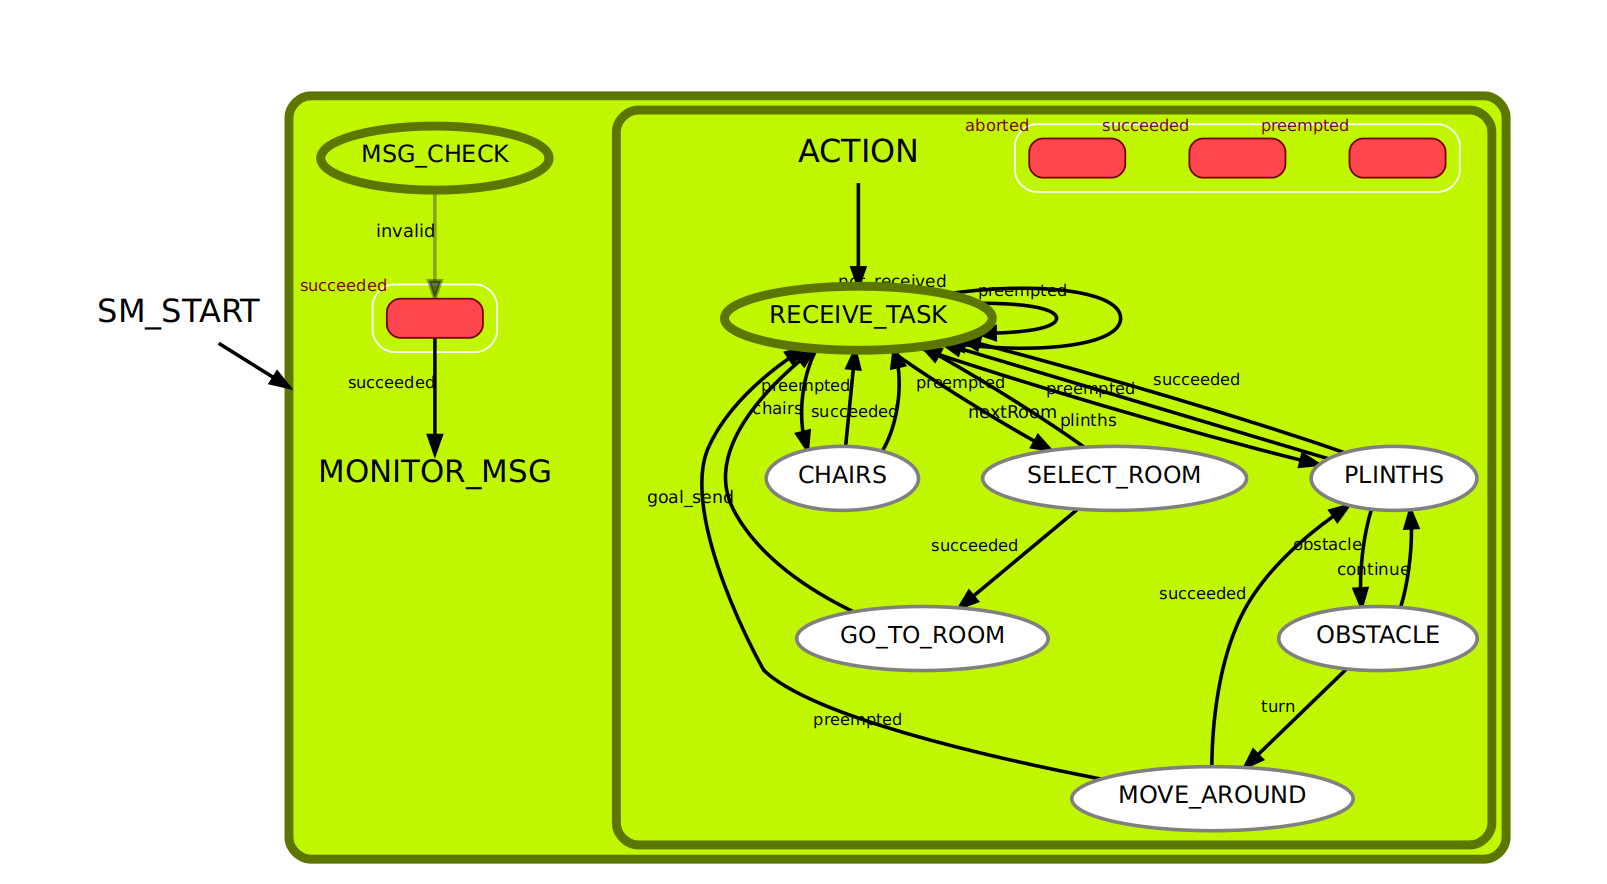 aborted
succeeded
preempted
MSG_CHECK
ACTION
invalid
not_received
succeeded
preempted
SM_START
RECEIVE_TASK
succeeded
preempted
preempted
preempted
succeeded
chairs
succeeded
nextRoom
plinths
MONITOR_MSG
CHAIRS
SELECT_ROOM
PLINTHS
goal_send
succeeded
obstacle
continue
succeeded
GO_TO_ROOM
OBSTACLE
turn
preempted
MOVE_AROUND